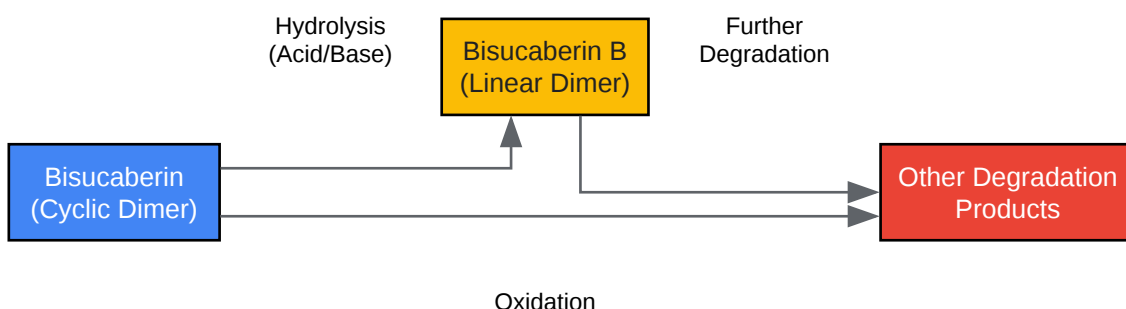 Hydrolysis
(Acid/Base)
Bisucaberin B
(Linear Dimer)
Further
Degradation
Bisucaberin
(Cyclic Dimer)
Other Degradation
Products
Oxidation